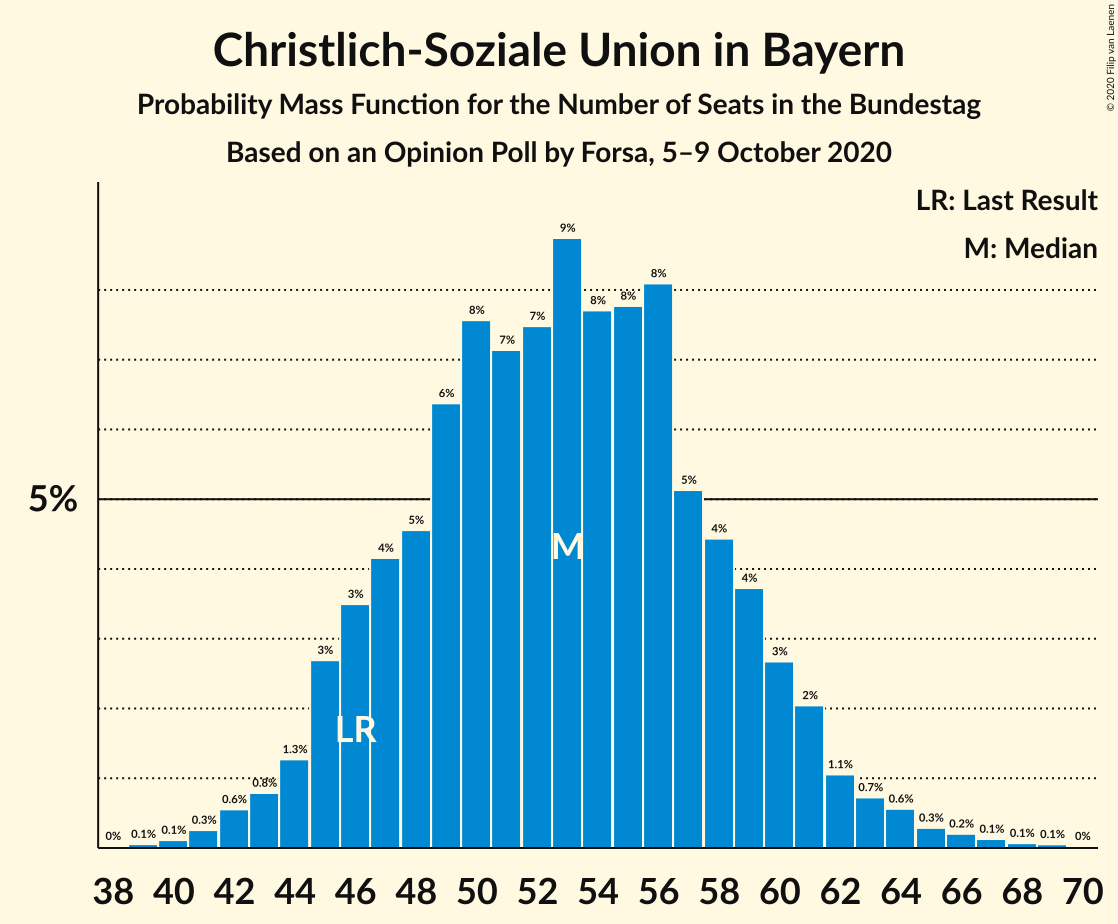 Christlich-Soziale Union in Bayern
Probability Mass Function for the Number of Seats in the Bundestag
Based on an Opinion Poll by Forsa, 5–9 October 2020
© 2020 Filip van Laenen
LR: Last Result
M: Median
5%
0% 0.1% 0.1% 0.3% 0.6% 0.8% 1.3% 3% 3% 4% 5% 6% 8% 7% 7% 9% 8% 8% 8% 5% 4% 4% 3% 2% 1.1% 0.7% 0.6% 0.3% 0.2% 0.1% 0.1% 0.1% 0%
M
LR
38 40 42 44 46 48 50 52 54 56 58 60 62 64 66 68 70